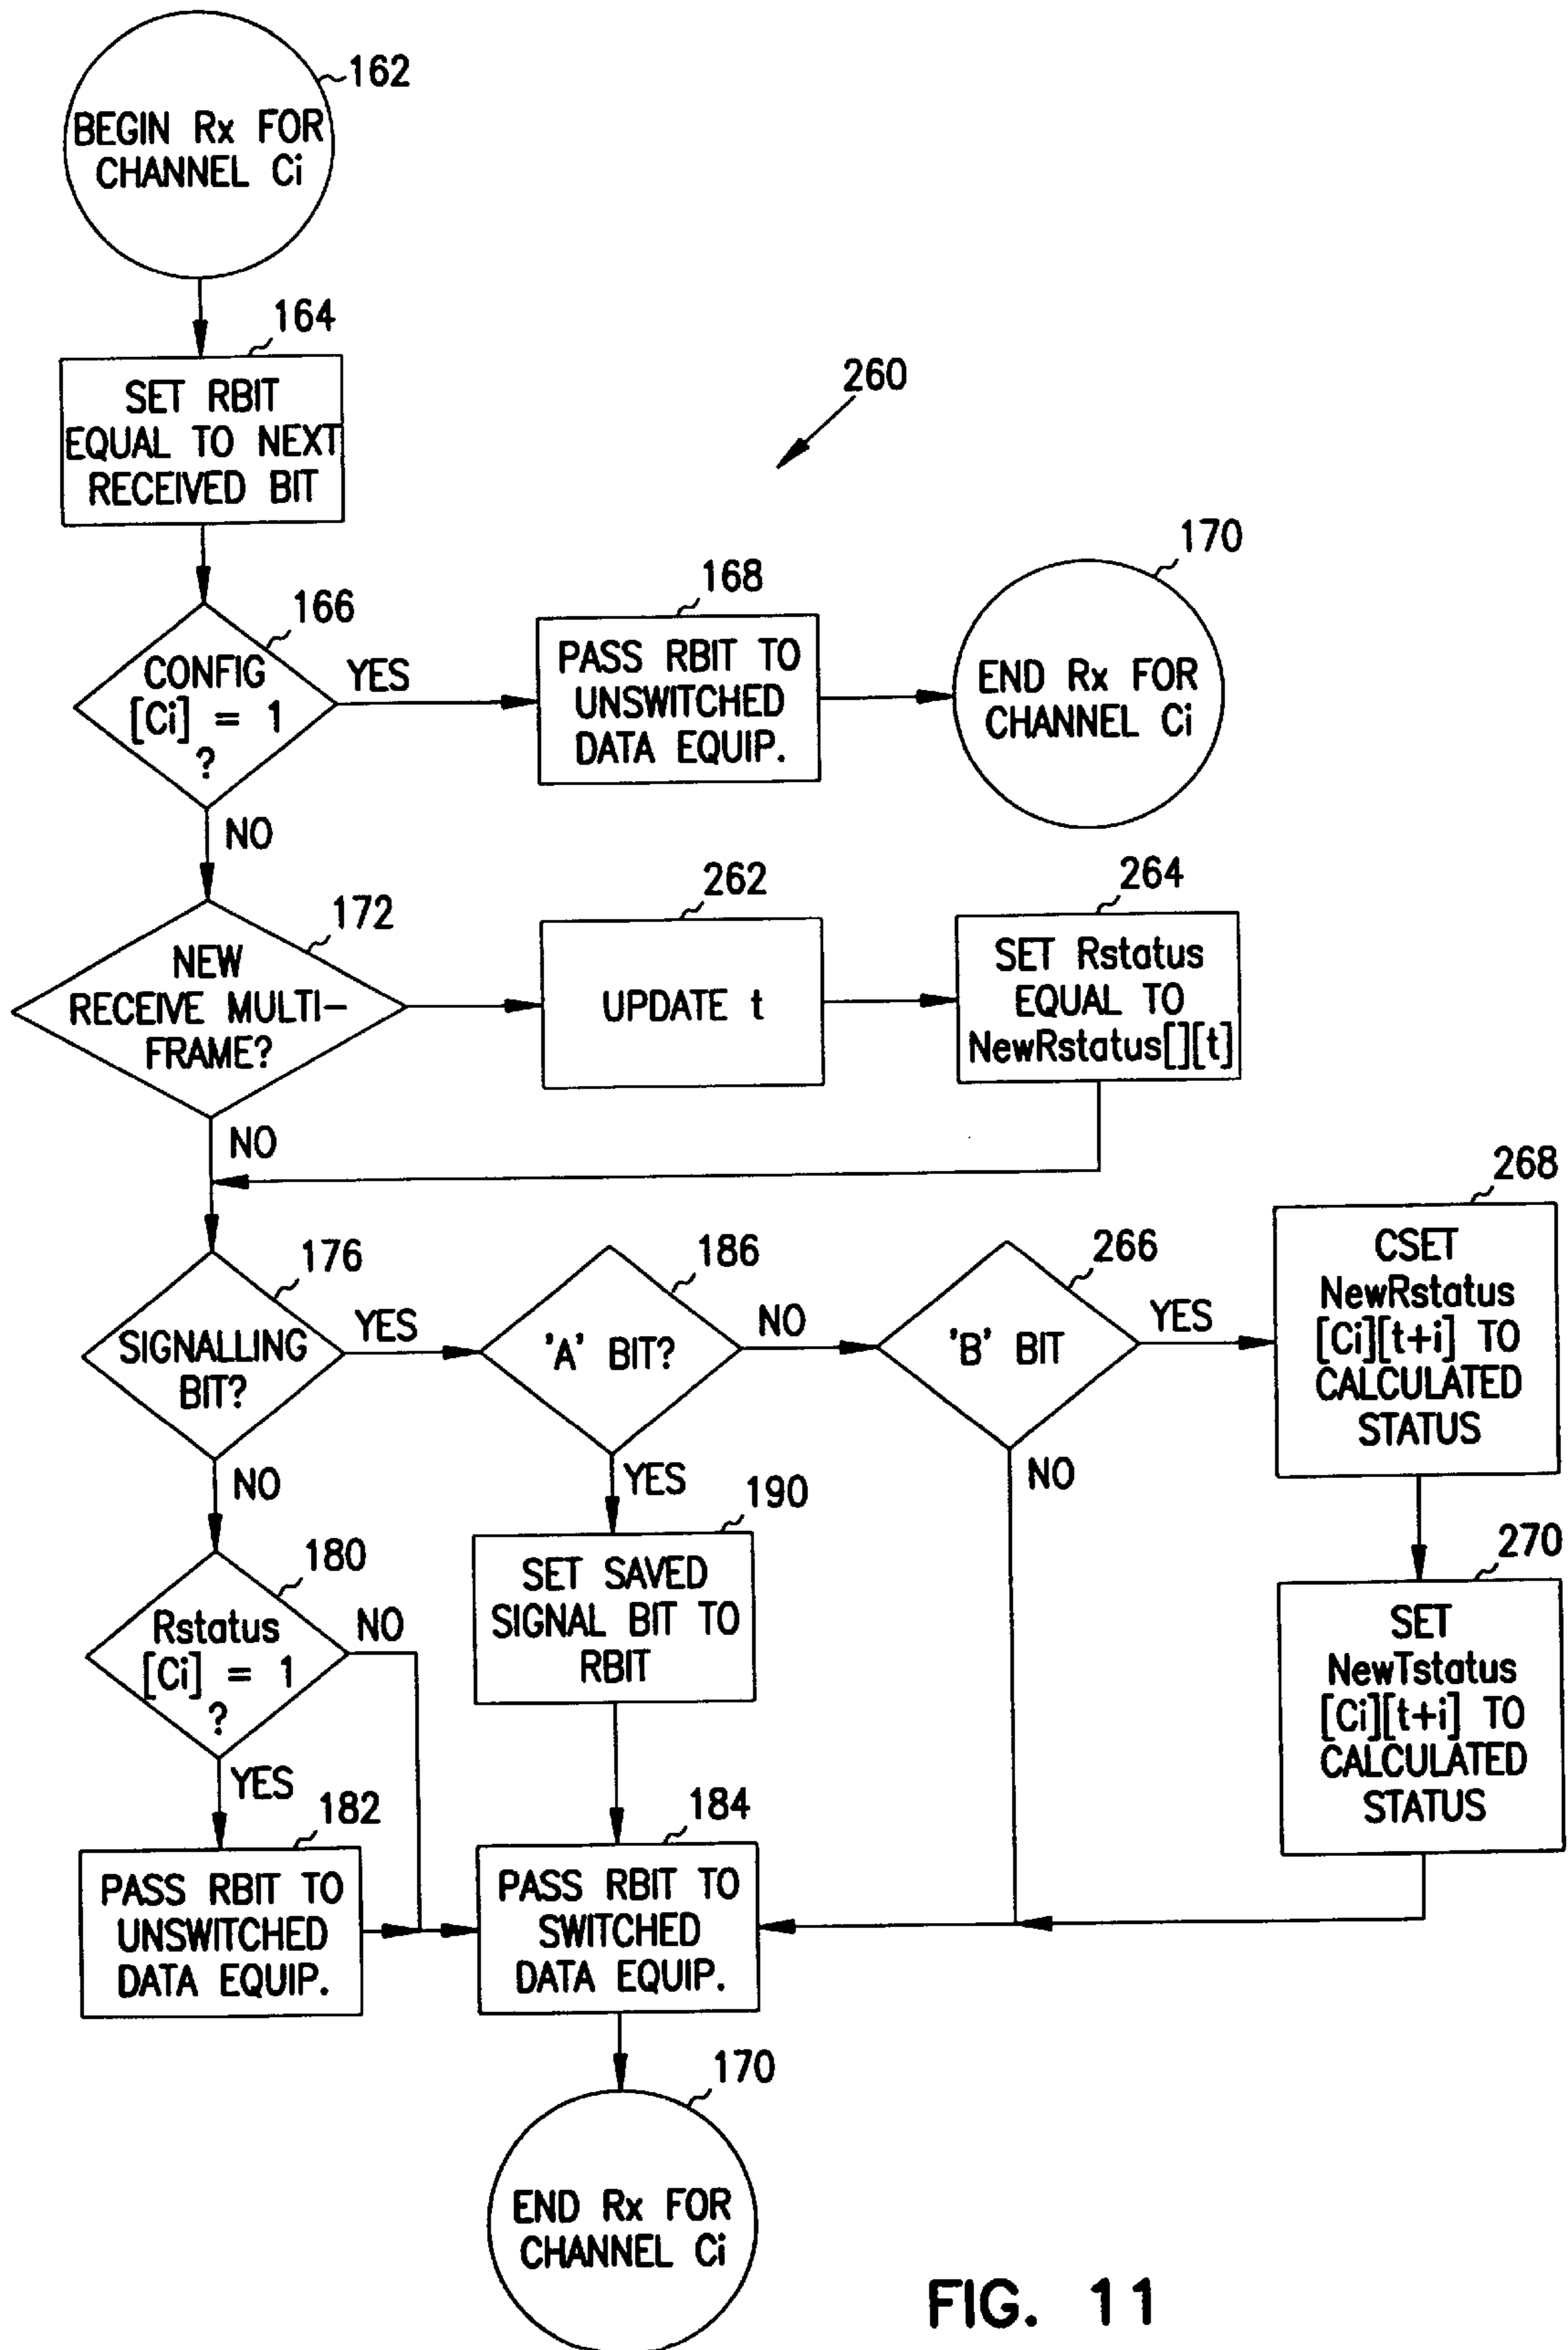 162
BEGIN Rx FOR
CHANNEL Ci
164
SET RBIT
EQUAL TO NEXT
RECEIVED BIT
260
166
CONFIG
[Ci] = 1
?
YES
NO
168
PASS RBIT TO
UNSWITCHED
DATA EQUIP.
170
END Rx FOR
CHANNEL Ci
172
NEW
RECEIVE MULTI-
FRAME?
NO
262
UPDATE t
264
SET Rstatus
EQUAL TO
NewRstatus[][t]
176
SIGNALLING
BIT?
YES
NO
186
'A' BIT?
NO
YES
266
'B' BIT
YES
NO
268
CSET
NewRstatus
[Ci][t+i] TO
CALCULATED
STATUS
270
SET
NewTstatus
[Ci][t+i] TO
CALCULATED
STATUS
180
Rstatus
[Ci] = 1
?
NO
YES
190
SET SAVED
SIGNAL BIT TO
RBIT
182
PASS RBIT TO
UNSWITCHED
DATA EQUIP.
184
PASS RBIT TO
SWITCHED
DATA EQUIP.
170
END Rx FOR
CHANNEL Ci
FIG. 11